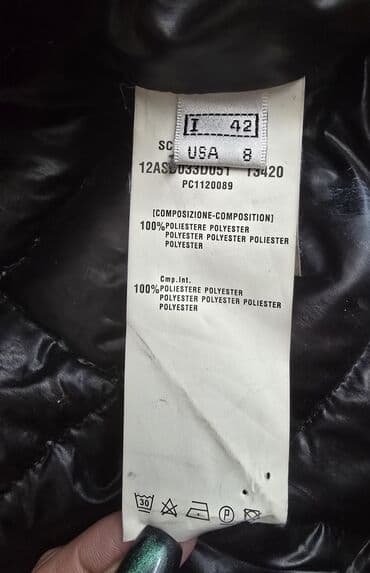 I 42
USA 8
SC
12ASD033D051 13420
PC1120089
[COMPOSIZIONE-COMPOSITION]
100% POLIESTERE POLYESTER
POLYESTER POLYESTER POLIESTER
POLYESTER
Cmp.Int.
100% POLIESTERE POLYESTER
POLYESTER POLYESTER POLIESTER
POLYESTER
30
P